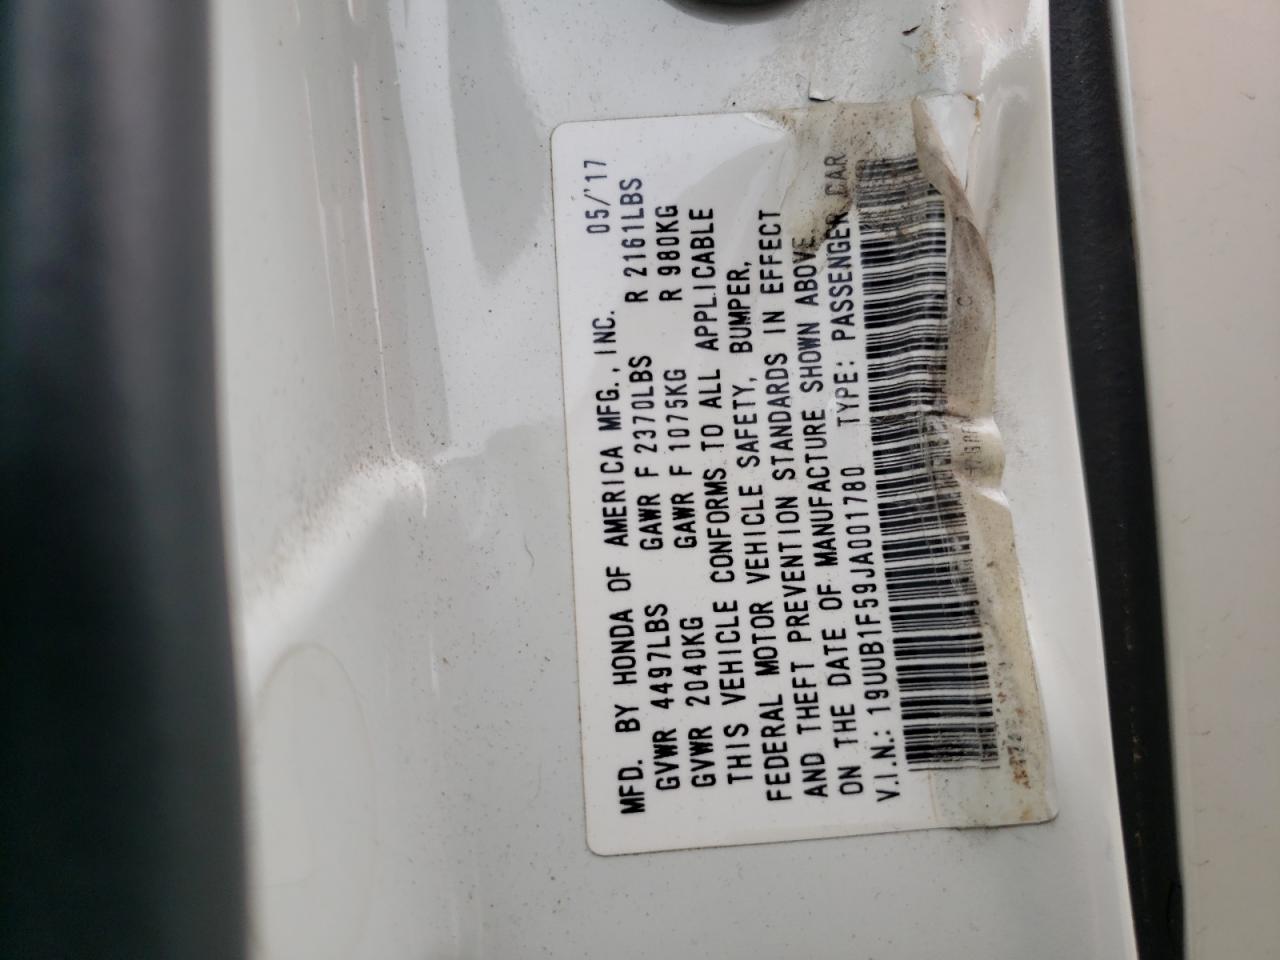 MFD. BY HONDA OF AMERICA MFG., INC. 05/'17
GVWR 4497LBS GAWR F 2370LBS R 2161LBS
GVWR 2040KG GAWR F 1075KG R 980KG
THIS VEHICLE CONFORMS TO ALL APPLICABLE
FEDERAL MOTOR VEHICLE SAFETY, BUMPER,
AND THEFT PREVENTION STANDARDS IN EFFECT
ON THE DATE OF MANUFACTURE SHOWN ABOVE
V.I.N.: 19UUB1F59JA001780 TYPE: PASSENGER CAR